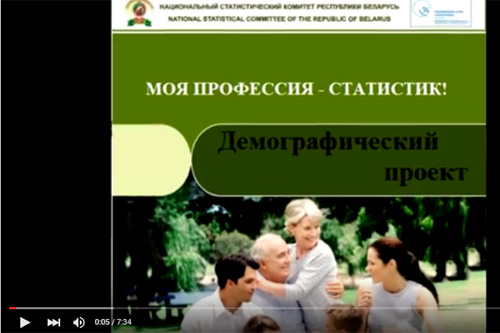 НАЦИОНАЛЬНЫЙ СТАТИСТИЧЕСКИЙ КОМИТЕТ РЕСПУБЛИКИ БЕЛАРУСЬ
NATIONAL STATISTICAL COMMITTEE OF THE REPUBLIC OF BELARUS
МОЯ ПРОФЕССИЯ - СТАТИСТИК!
Демографический
проект
0:05 / 7:34